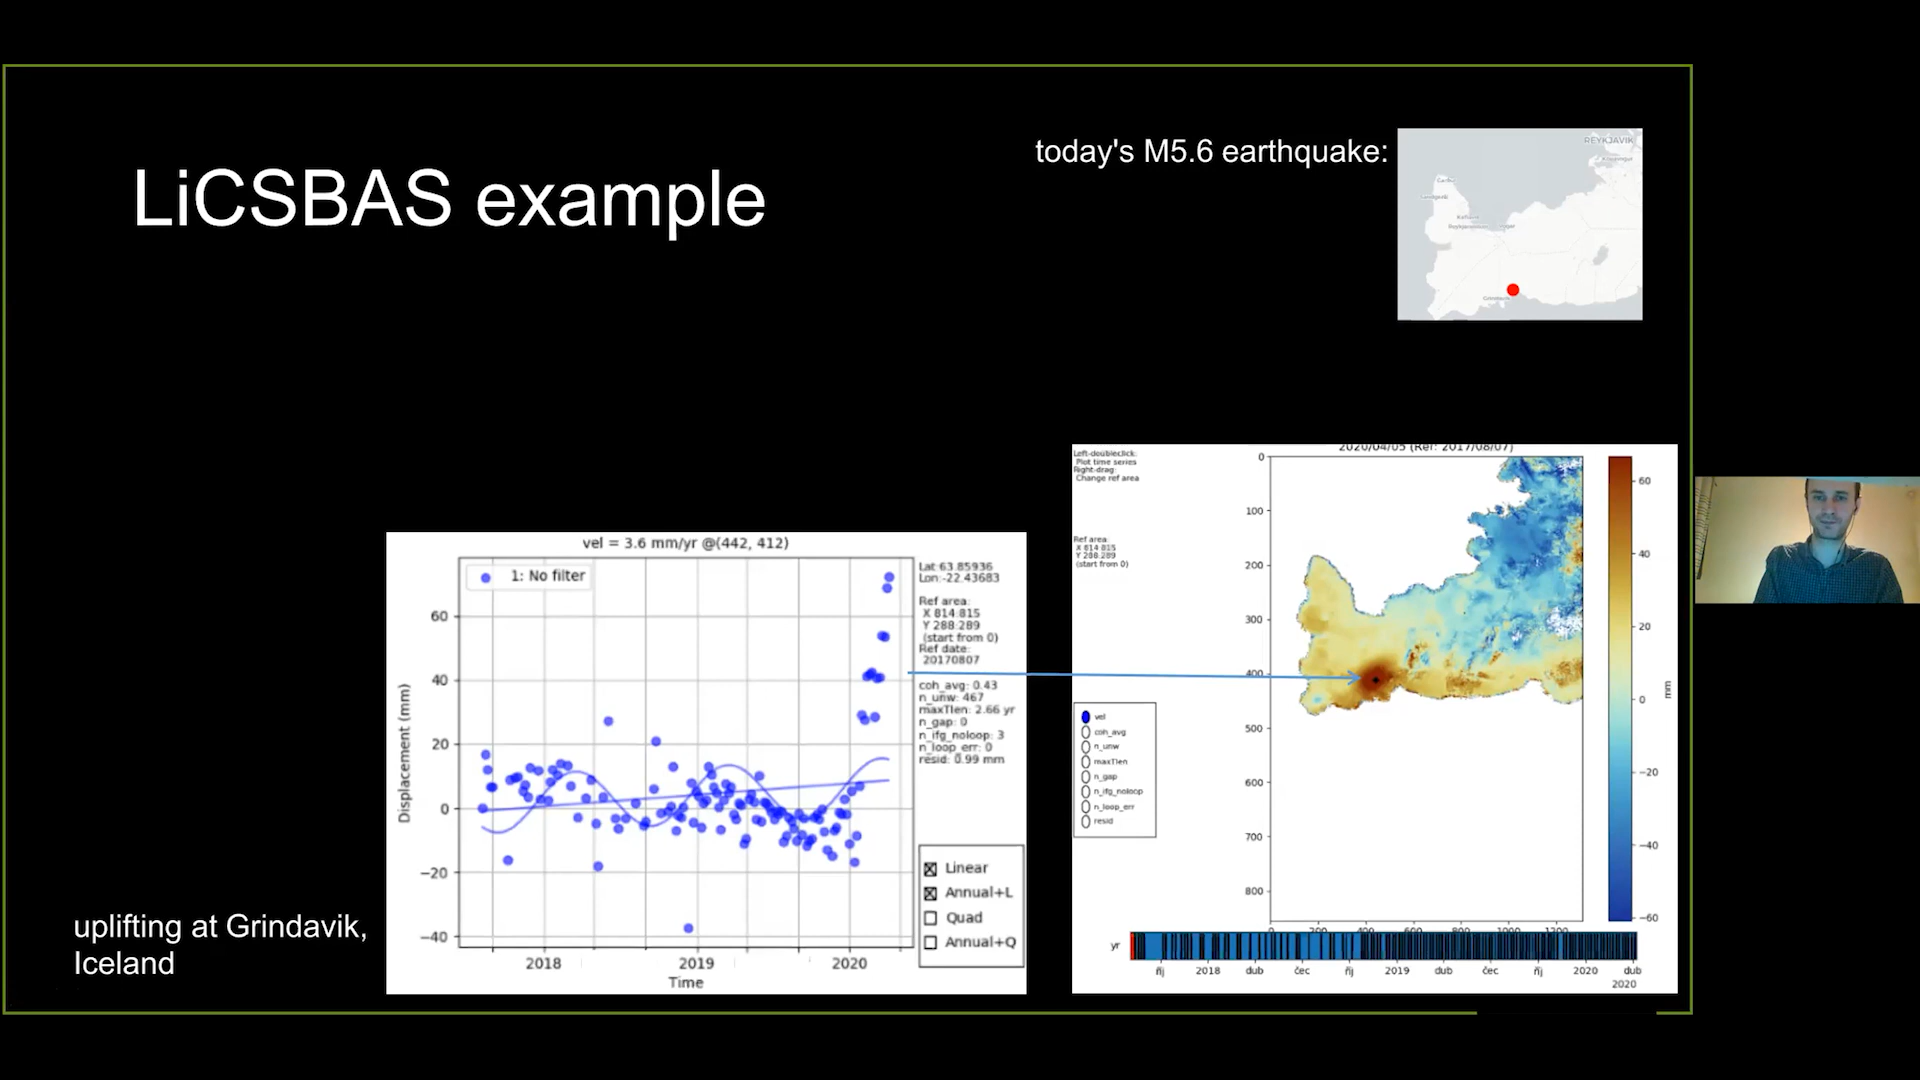 LiCSBAS example
today's M5.6 earthquake:
REYKJAVIK
uplifting at Grindavik,
Iceland
vel = 3.6 mm/yr @(442, 412)
1: No filter
Displacement (mm)
60
40
20
0
−20
−40
2018
2019
2020
Time
Lat:63.85936
Lon:-22.43683
Ref area:
X 814:815
Y 288:289
(start from 0)
Ref date:
20170807
coh_avg: 0.43
n_unw: 467
maxTlen: 2.66 yr
n_gap: 0
n_ifg_noloop: 3
n_loop_err: 0
resid: 0.99 mm
Linear
Annual+L
Quad
Annual+Q
2020/04/05 (Ref: 2017/08/07)
Left-doubleclick:
Plot time series
Right-drag:
Change ref area
Ref area:
X 814:815
Y 288:289
(start from 0)
vel
coh_avg
n_unw
maxTlen
n_gap
n_ifg_noloop
n_loop_err
resid
0
100
200
300
400
500
600
700
800
0 200 400 600 800 1000 1200
60
40
20
0
−20
−40
−60
mm
yr
říj 2018 dub čec říj 2019 dub čec říj 2020 dub
2020